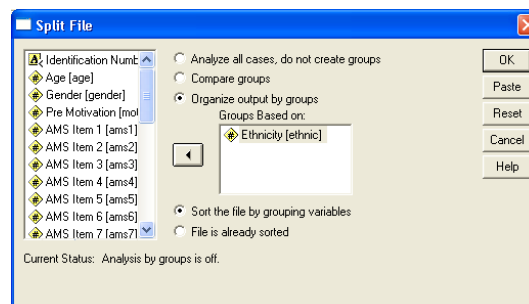 Split File
Identification Numb
Age [age]
Gender [gender]
Pre Motivation [mot
AMS Item 1 [ams1]
AMS Item 2 [ams2]
AMS Item 3 [ams3]
AMS Item 4 [ams4]
AMS Item 5 [ams5]
AMS Item 6 [ams6]
AMS Item 7 [ams7]
Analyze all cases, do not create groups
Compare groups
Organize output by groups
Groups Based on:
Ethnicity [ethnic]
Sort the file by grouping variables
File is already sorted
OK
Paste
Reset
Cancel
Help
Current Status: Analysis by groups is off.